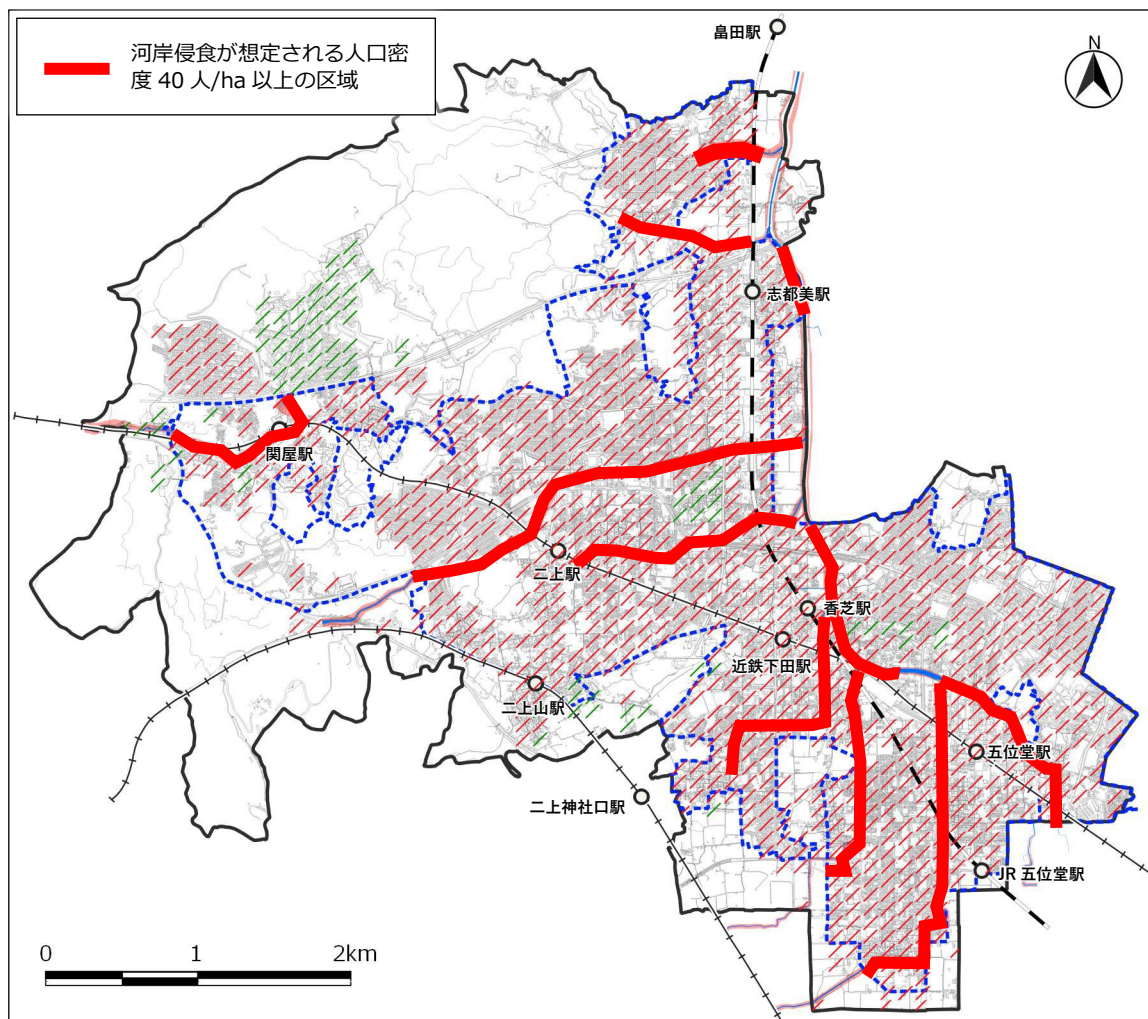 河岸侵食が想定される人口密
度 40 人/ha 以上の区域
畠田駅
N
志都美駅
関屋駅
二上駅
香芝駅
近鉄下田駅
二上山駅
五位堂駅
二上神社口駅
JR 五位堂駅
0 1 2km